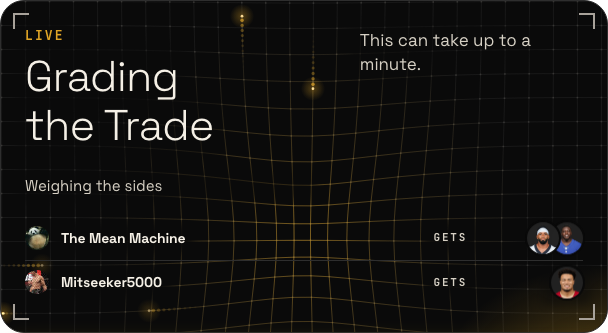 LIVE
Grading
the Trade
This can take up to a
minute.
Weighing the sides
The Mean Machine
GETS
Mitseeker5000
GETS